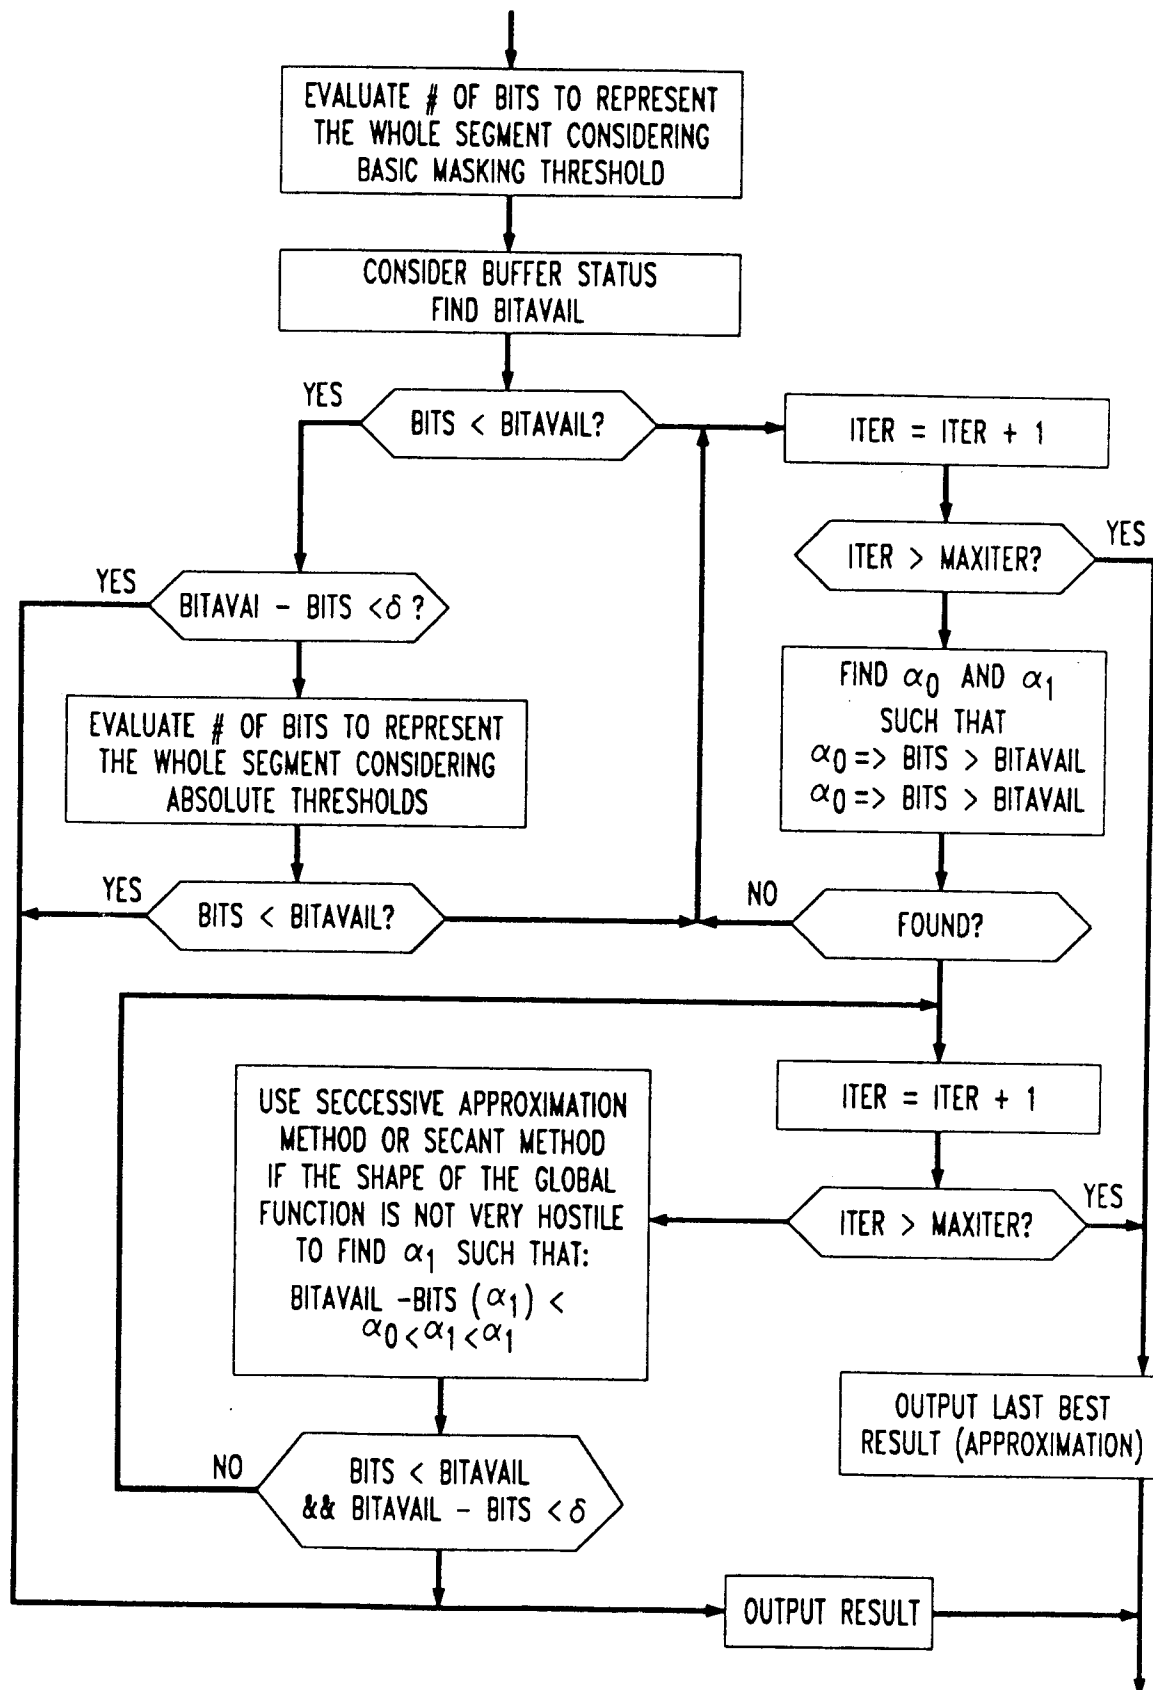 EVALUATE # OF BITS TO REPRESENT
THE WHOLE SEGMENT CONSIDERING
BASIC MASKING THRESHOLD
CONSIDER BUFFER STATUS
FIND BITAVAIL
YES
BITS < BITAVAIL?
ITER = ITER + 1
ITER > MAXITER?
YES
YES
BITAVAI - BITS <δ ?
FIND α0 AND α1
SUCH THAT
α0 => BITS > BITAVAIL
α0 => BITS > BITAVAIL
EVALUATE # OF BITS TO REPRESENT
THE WHOLE SEGMENT CONSIDERING
ABSOLUTE THRESHOLDS
YES
BITS < BITAVAIL?
NO
FOUND?
ITER = ITER + 1
USE SECCESSIVE APPROXIMATION
METHOD OR SECANT METHOD
IF THE SHAPE OF THE GLOBAL
FUNCTION IS NOT VERY HOSTILE
TO FIND α1 SUCH THAT:
BITAVAIL -BITS (α1) <
α0<α1<α1
ITER > MAXITER?
YES
OUTPUT LAST BEST
RESULT (APPROXIMATION)
NO
BITS < BITAVAIL
&& BITAVAIL - BITS <δ
OUTPUT RESULT